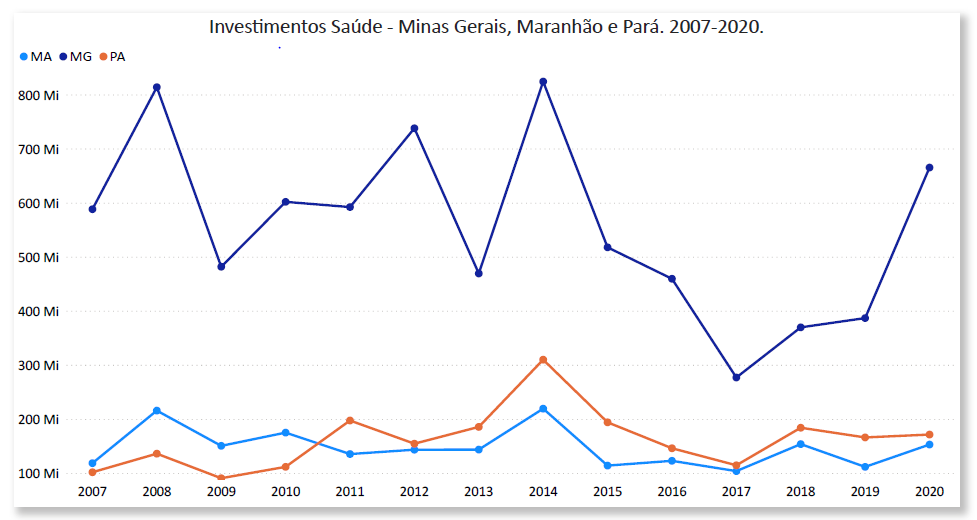 Investimentos Saúde - Minas Gerais, Maranhão e Pará. 2007-2020.
MA MG PA
800 Mi
700 Mi
600 Mi
500 Mi
400 Mi
300 Mi
200 Mi
100 Mi
2007 2008 2009 2010 2011 2012 2013 2014 2015 2016 2017 2018 2019 2020